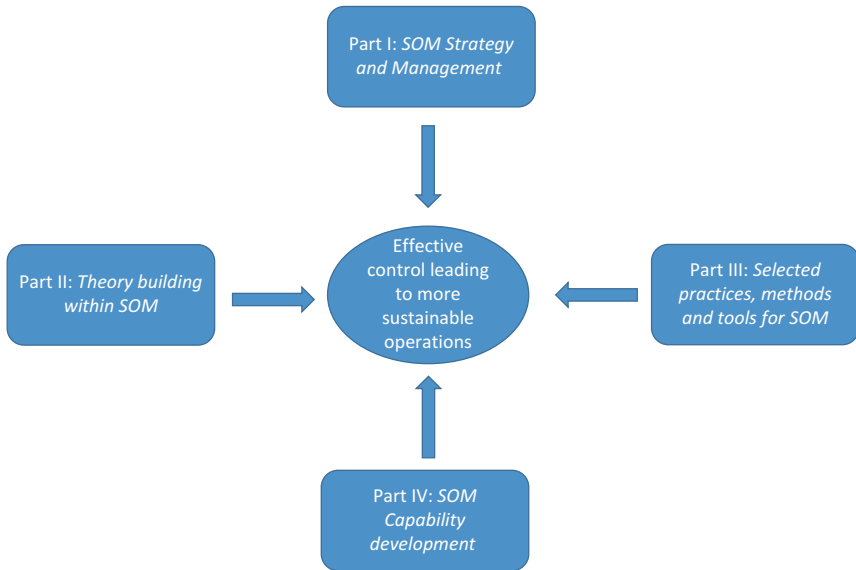 Part I: SOM Strategy
and Management
Part II: Theory building
within SOM
Effective
control leading
to more
sustainable
operations
Part III: Selected
practices, methods
and tools for SOM
Part IV: SOM
Capability
development